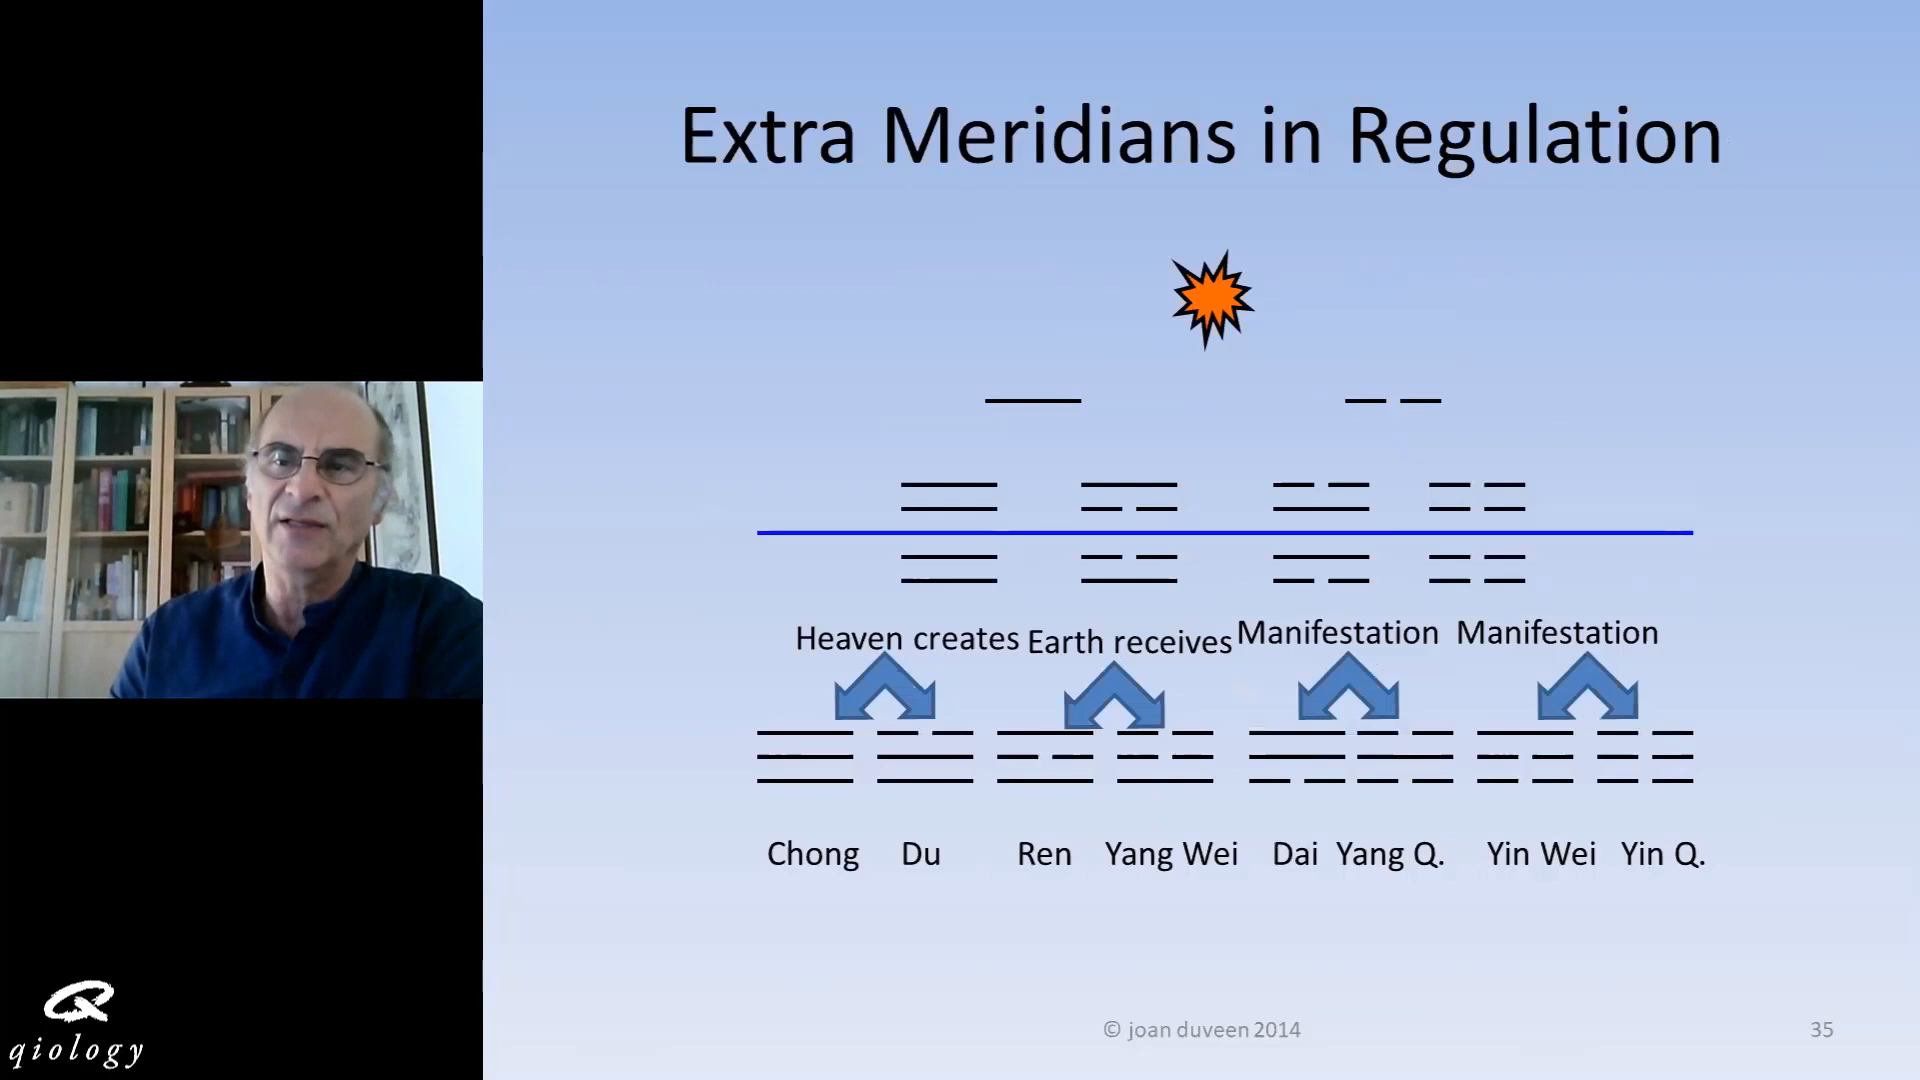 Extra Meridians in Regulation
Heaven creates Earth receives Manifestation Manifestation
Chong Du Ren Yang Wei Dai Yang Q. Yin Wei Yin Q.
© joan duveen 2014
35
qiology